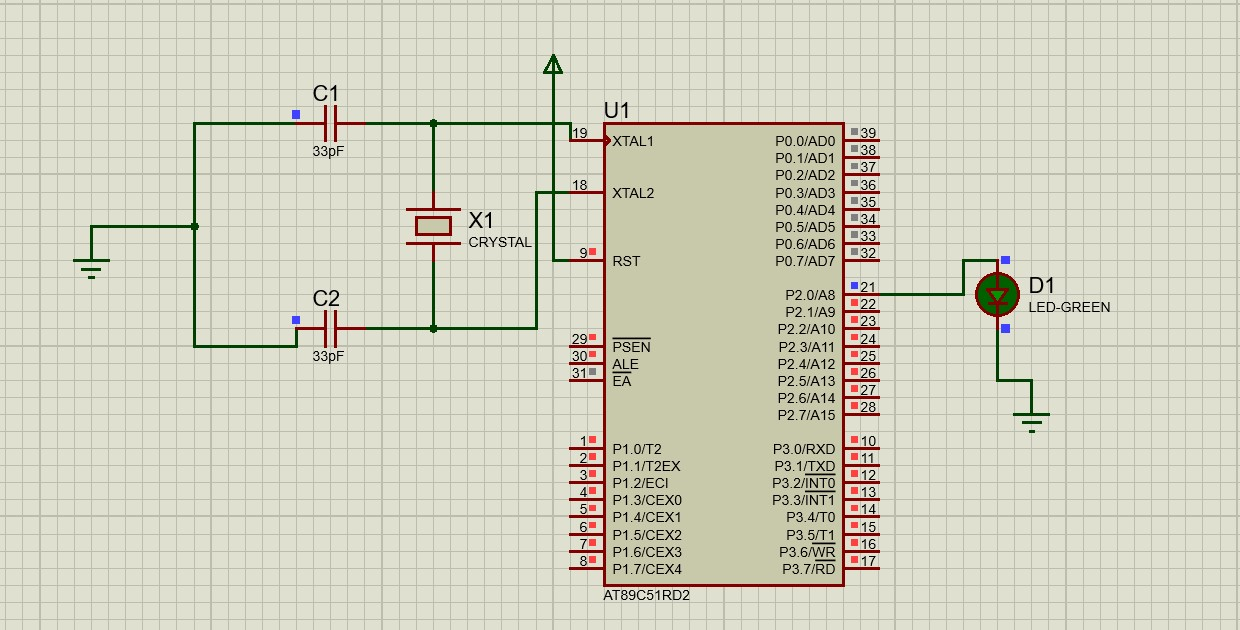 C1
33pF
X1
CRYSTAL
C2
33pF
U1
19 XTAL1
18 XTAL2
9 RST
29 PSEN
30 ALE
31 EA
1 P1.0/T2
2 P1.1/T2EX
3 P1.2/ECI
4 P1.3/CEX0
5 P1.4/CEX1
6 P1.5/CEX2
7 P1.6/CEX3
8 P1.7/CEX4
P0.0/AD0 39
P0.1/AD1 38
P0.2/AD2 37
P0.3/AD3 36
P0.4/AD4 35
P0.5/AD5 34
P0.6/AD6 33
P0.7/AD7 32
P2.0/A8 21
P2.1/A9 22
P2.2/A10 23
P2.3/A11 24
P2.4/A12 25
P2.5/A13 26
P2.6/A14 27
P2.7/A15 28
P3.0/RXD 10
P3.1/TXD 11
P3.2/INT0 12
P3.3/INT1 13
P3.4/T0 14
P3.5/T1 15
P3.6/WR 16
P3.7/RD 17
AT89C51RD2
D1
LED-GREEN